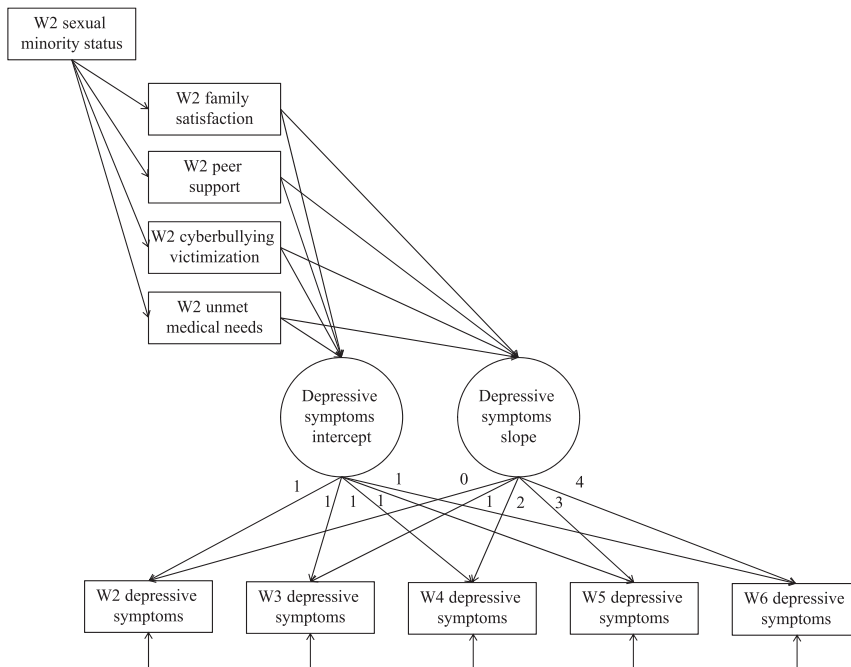 W2 sexual
minority status
W2 family
satisfaction
W2 peer
support
W2 cyberbullying
victimization
W2 unmet
medical needs
Depressive
symptoms
intercept
Depressive
symptoms
slope
1
1
1
1
1
0
1
2
3
4
W2 depressive
symptoms
W3 depressive
symptoms
W4 depressive
symptoms
W5 depressive
symptoms
W6 depressive
symptoms